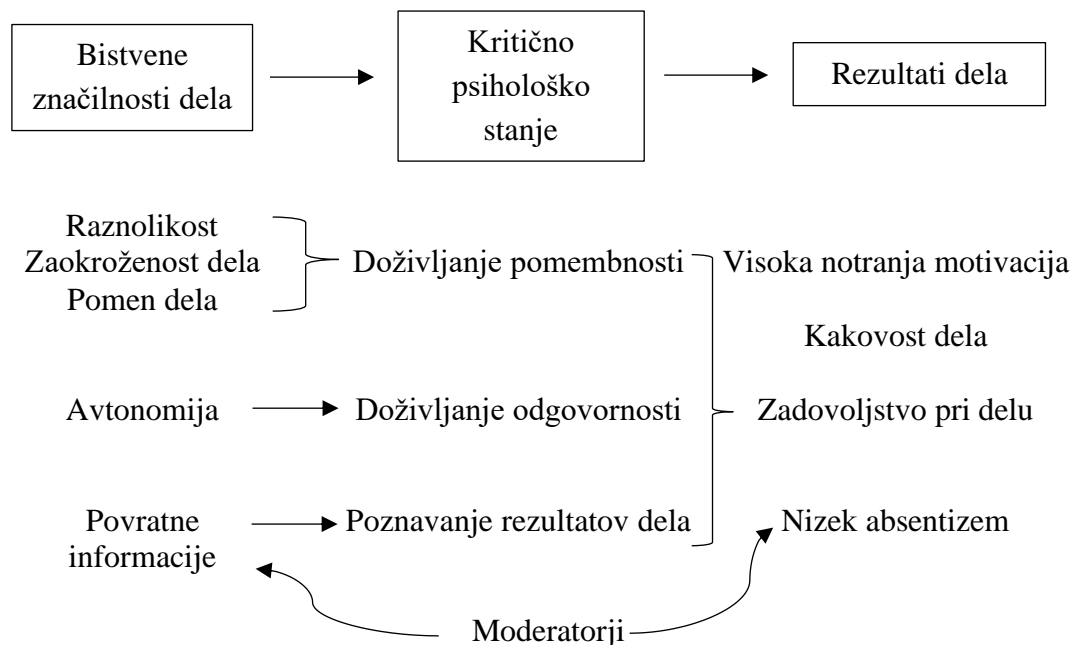 Bistvene
značilnosti dela
Kritično
psihološko
stanje
Rezultati dela
Raznolikost
Zaokroženost dela
Pomen dela
Doživljanje pomembnosti
Visoka notranja motivacija
Kakovost dela
Avtonomija
Doživljanje odgovornosti
Zadovoljstvo pri delu
Povratne
informacije
Poznavanje rezultatov dela
Nizek absentizem
Moderatorji